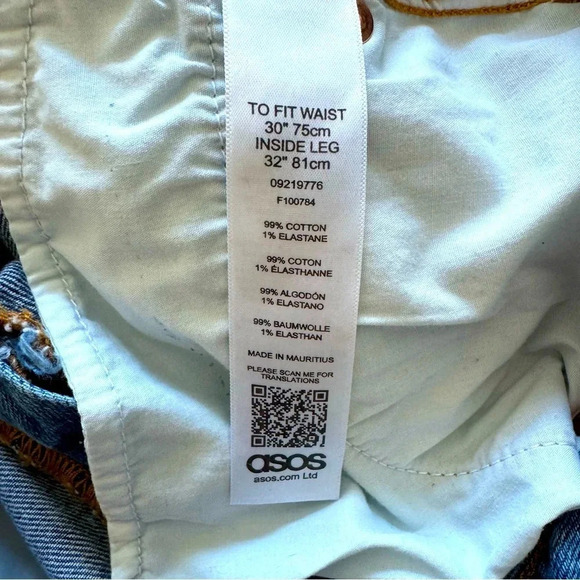 TO FIT WAIST
30" 75cm
INSIDE LEG
32" 81cm
09219776
F100784
99% COTTON
1% ELASTANE
99% COTON
1% ÉLASTHANNE
99% ALGODÓN
1% ELASTANO
99% BAUMWOLLE
1% ELASTHAN
MADE IN MAURITIUS
PLEASE SCAN ME FOR
TRANSLATIONS
asos
asos.com Ltd